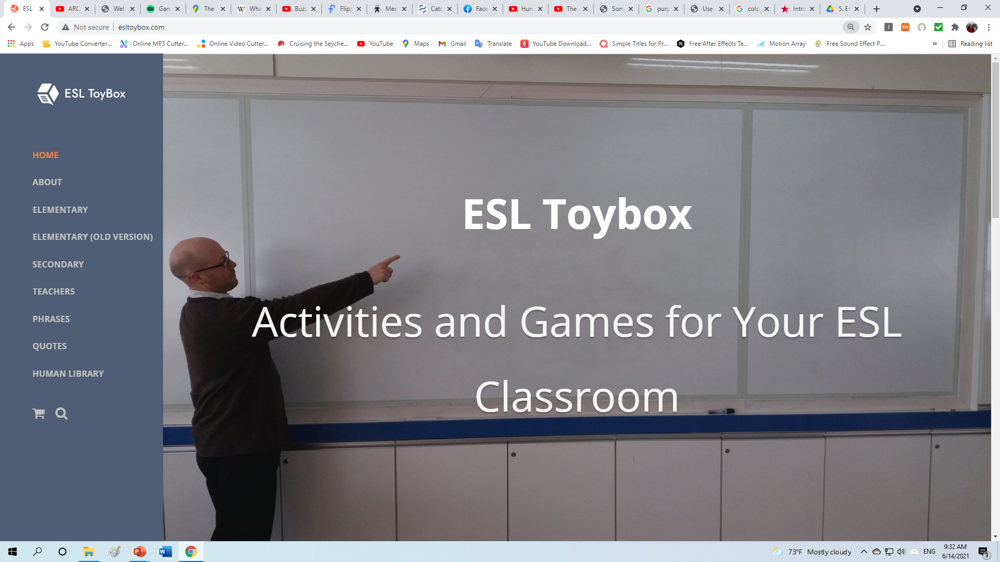 ESL
ARC
Welc
Gan
The
Wha
Buzz
Flipp
Mee
Catc
Face
Hun
The
Som
purp
Use
colo
Intro
5. Es
Not secure
esltoybox.com
Apps
YouTube Converter...
Online MP3 Cutter...
Online Video Cutter...
Cruising the Seyche...
YouTube
Maps
Gmail
Translate
YouTube Download...
Simple Titles for Pr...
Free After Effects Te...
Motion Array
Free Sound Effect P...
»
Reading list
ESL ToyBox
HOME
ABOUT
ELEMENTARY
ELEMENTARY (OLD VERSION)
SECONDARY
TEACHERS
PHRASES
QUOTES
HUMAN LIBRARY
ESL Toybox
Activities and Games for Your ESL
Classroom
73°F Mostly cloudy
ENG
9:32 AM
6/14/2021
3